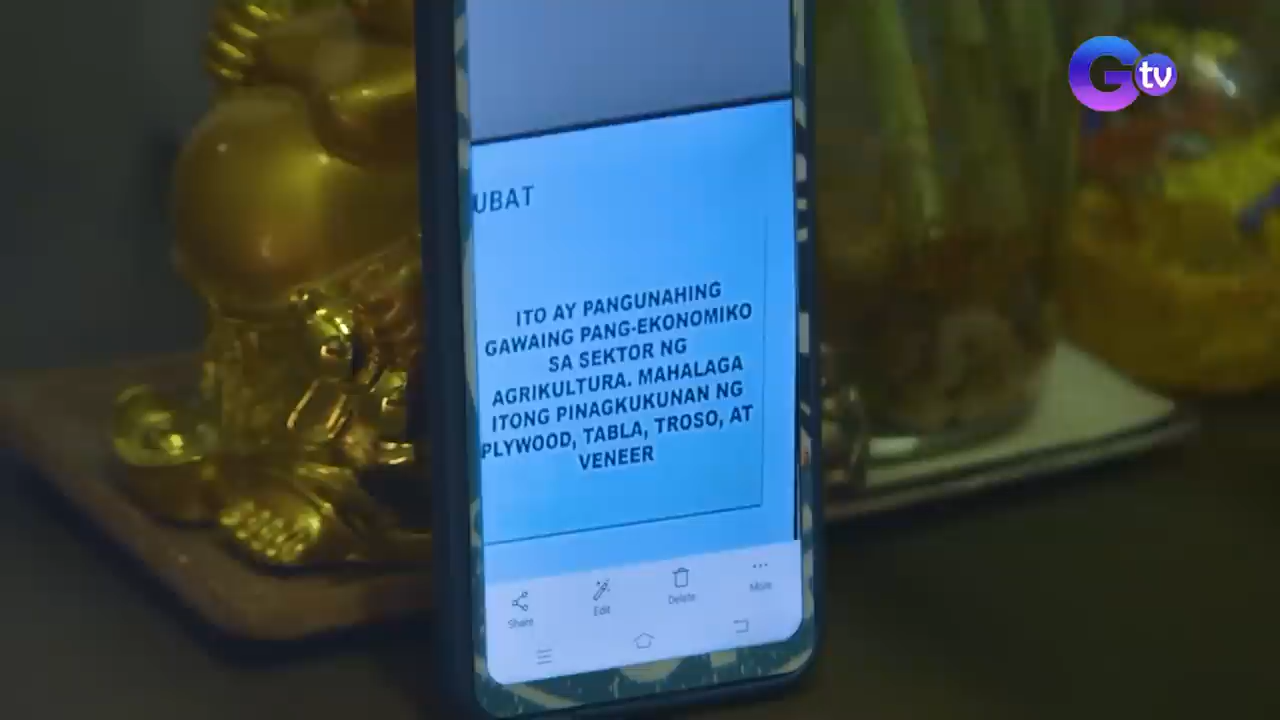 Gtv
UBAT
ITO AY PANGUNAHING
GAWAING PANG-EKONOMIKO
SA SEKTOR NG
AGRIKULTURA. MAHALAGA
ITONG PINAGKUKUNAN NG
PLYWOOD, TABLA, TROSO, AT
VENEER
Share Edit Delete More